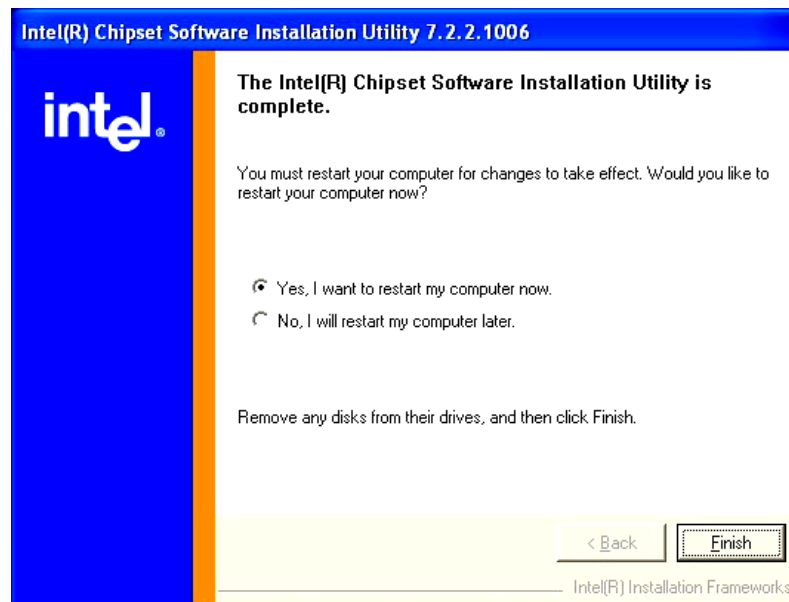 Intel(R) Chipset Software Installation Utility 7.2.2.1006
intel®
The Intel(R) Chipset Software Installation Utility is
complete.
You must restart your computer for changes to take effect. Would you like to
restart your computer now?
Yes, I want to restart my computer now.
No, I will restart my computer later.
Remove any disks from their drives, and then click Finish.
< Back
Finish
Intel(R) Installation Frameworks